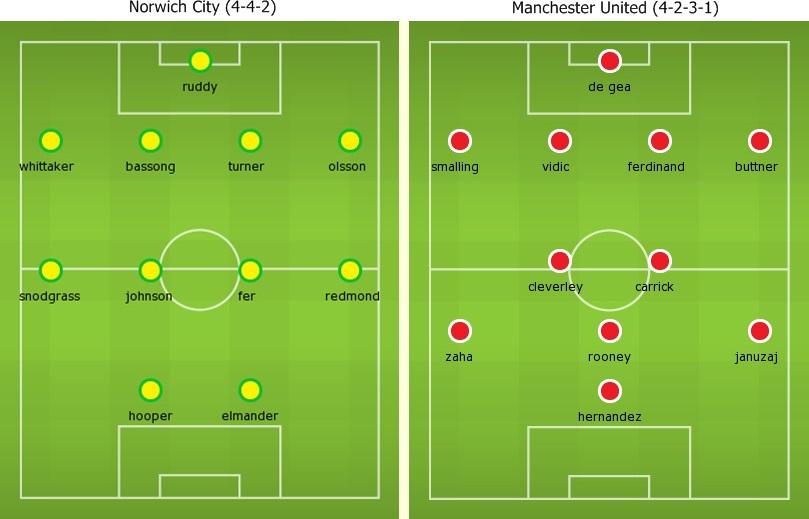 Norwich City (4-4-2)
ruddy
whittaker bassong turner olsson
snodgrass johnson fer redmond
hooper elmander
Manchester United (4-2-3-1)
de gea
smalling vidic ferdinand buttner
cleverley carrick
zaha rooney januzaj
hernandez